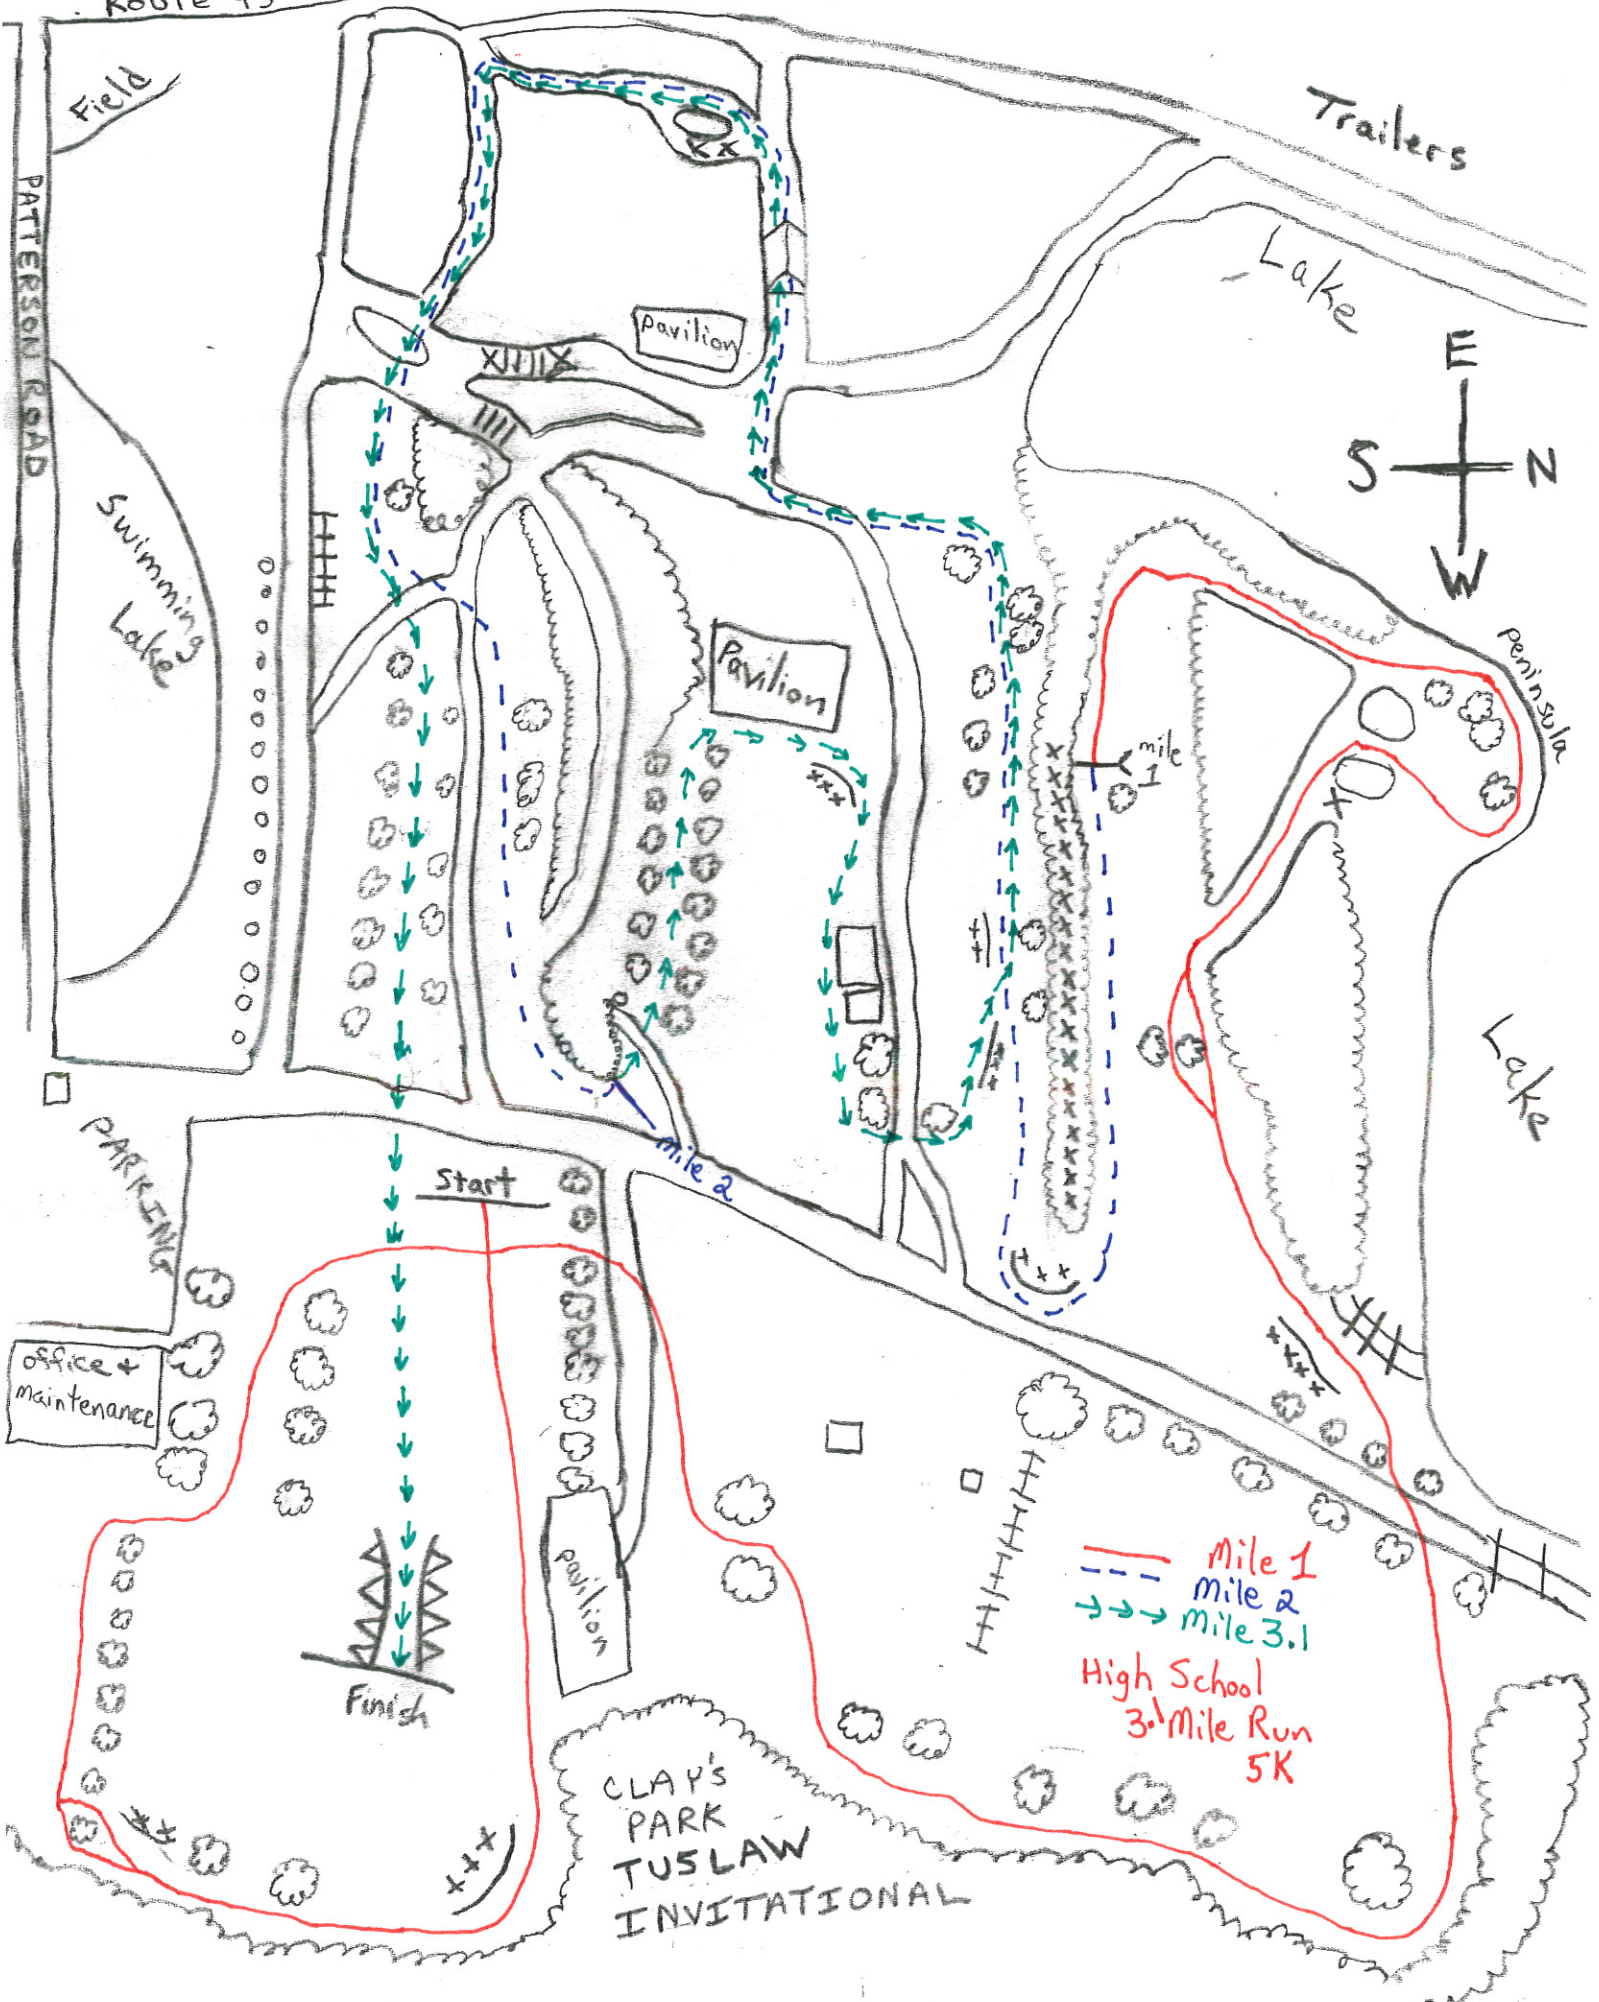 Field
Trailers
PATTERSON ROAD
Lake
pavilion
E
S N
W
Swimming
Lake
Peninsula
Pavilion
mile
1
Lake
PARKING
Mile 2
Start
office +
maintenance
pavilion
Finish
Mile 1
Mile 2
Mile 3.1
High School
3.1 Mile Run
5K
CLAY'S
PARK
TUSLAW
INVITATIONAL